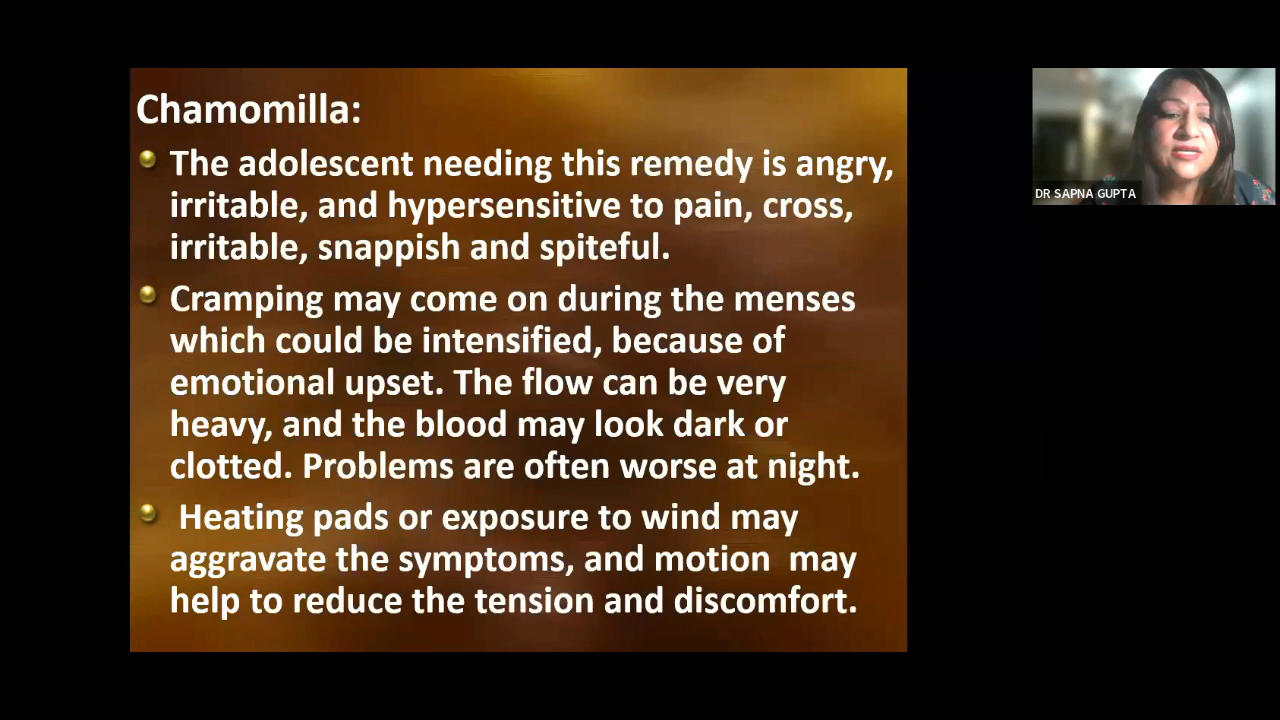 Chamomilla:
The adolescent needing this remedy is angry,
irritable, and hypersensitive to pain, cross,
irritable, snappish and spiteful.
Cramping may come on during the menses
which could be intensified, because of
emotional upset. The flow can be very
heavy, and the blood may look dark or
clotted. Problems are often worse at night.
Heating pads or exposure to wind may
aggravate the symptoms, and motion  may
help to reduce the tension and discomfort.
DR SAPNA GUPTA